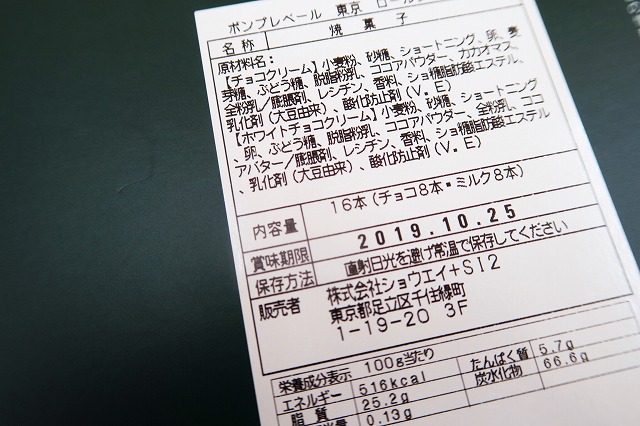 ボンプレペール 東京 ロール
名称 焼菓子
原材料名:
【チョコクリーム】小麦粉、砂糖、ショートニング、卵、麦
芽糖、ぶどう糖、脱脂粉乳、ココアパウダー、カカオマス、
全粉乳/膨脹剤、レシチン、香料、ショ糖脂肪酸エステル、
乳化剤(大豆由来)、酸化防止剤(V.E)
【ホワイトチョコクリーム】小麦粉、砂糖、ショートニング
、卵、ぶどう糖、脱脂粉乳、ココアパウダー、全粉乳、ココ
アバター/膨脹剤、レシチン、香料、ショ糖脂肪酸エステル
、乳化剤(大豆由来)、酸化防止剤(V.E)
内容量 16本(チョコ8本・ミルク8本)
賞味期限 2019.10.25
保存方法 直射日光を避け常温で保存してください
販売者 株式会社ショウエイ+SI2
東京都足立区千住緑町
1-19-20 3F
栄養成分表示 100g当たり
エネルギー 516kcal たんぱく質 5.7g
脂質 25.2g 炭水化物 66.6g
0.13g